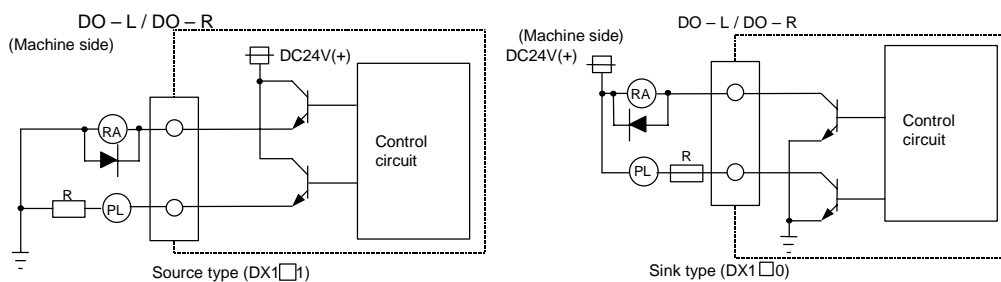 DO – L / DO – R
(Machine side)
DC24V(+)
RA
Control
circuit
R
PL
Source type (DX1□1)
DO – L / DO – R
(Machine side)
DC24V(+)
RA
Control
circuit
PL
R
Sink type (DX1□0)